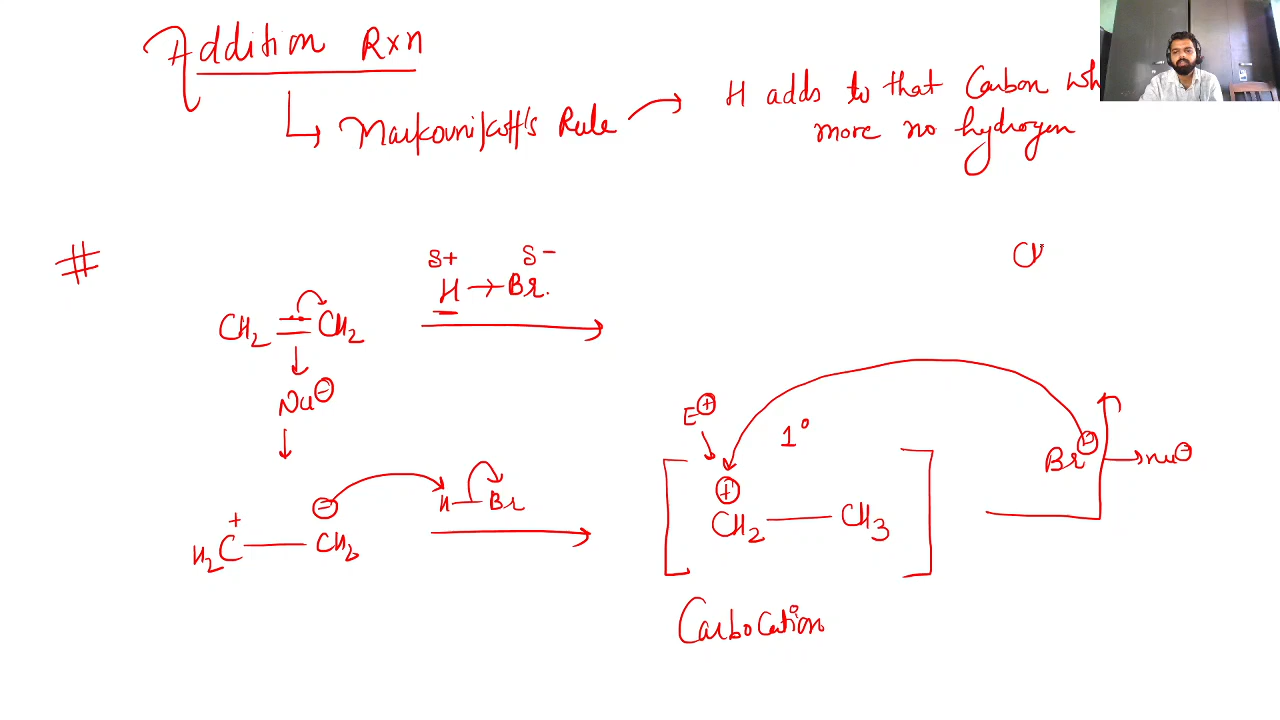 Addition Rxn
Markovnikoff's Rule → H adds to that Carbon wh
more no hydrogen
#
δ+ δ−
H → Br.
CH₂ = CH₂
Nu⊖
E⊕
1°
Br⊖ → nu⊖
H₂C⁺ — CH₂⊖
H — Br
[⊕CH₂ — CH₃]
Carbocation